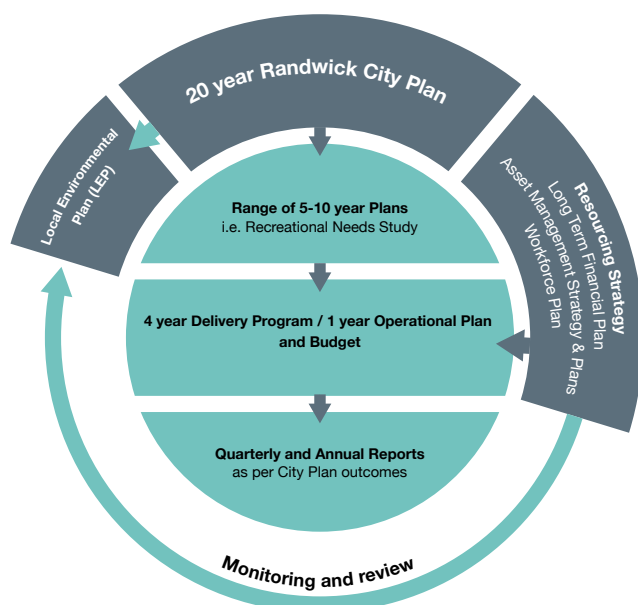 20 year Randwick City Plan
Local Environmental
Plan (LEP)
Resourcing Strategy
Long Term Financial Plan
Asset Management Strategy & Plans
Workforce Plan
Range of 5-10 year Plans
i.e. Recreational Needs Study
4 year Delivery Program / 1 year Operational Plan
and Budget
Quarterly and Annual Reports
as per City Plan outcomes
Monitoring and review